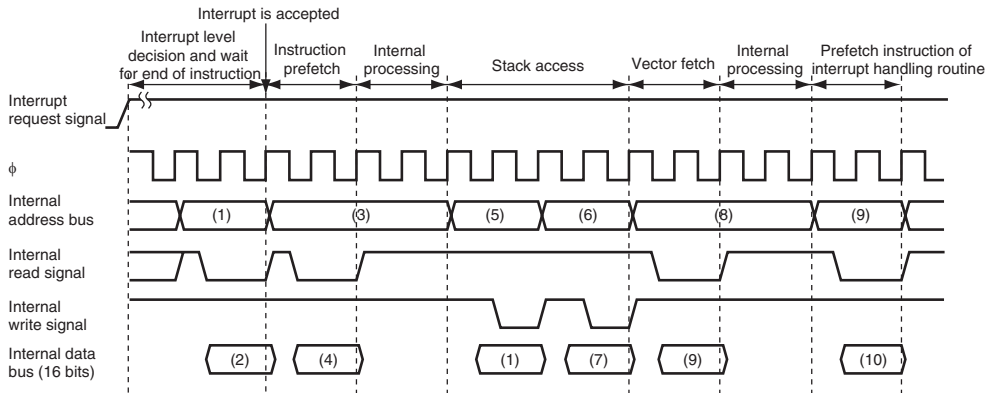 Interrupt is accepted
Interrupt level
decision and wait
for end of instruction
Instruction
prefetch
Internal
processing
Stack access
Vector fetch
Internal
processing
Prefetch instruction of
interrupt handling routine
Interrupt
request signal
ϕ
Internal
address bus
(1)
(3)
(5)
(6)
(8)
(9)
Internal
read signal
Internal
write signal
Internal data
bus (16 bits)
(2)
(4)
(1)
(7)
(9)
(10)